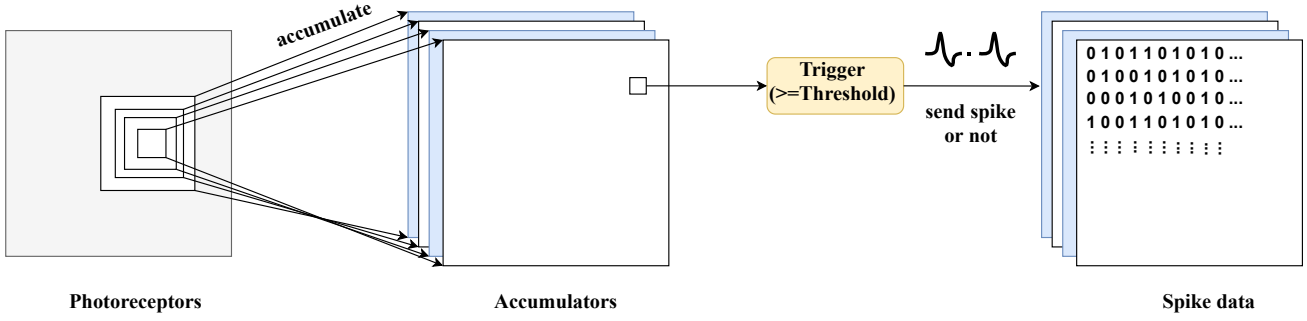 accumulate
Trigger
(>=Threshold)
send spike
or not
0 1 0 1 1 0 1 0 1 0 ...
0 1 0 0 1 0 1 0 1 0 ...
0 0 0 1 0 1 0 0 1 0 ...
1 0 0 1 1 0 1 0 1 0 ...
⋮ ⋮ ⋮ ⋮ ⋮ ⋮ ⋮ ⋮ ⋮ ⋮
Photoreceptors
Accumulators
Spike data